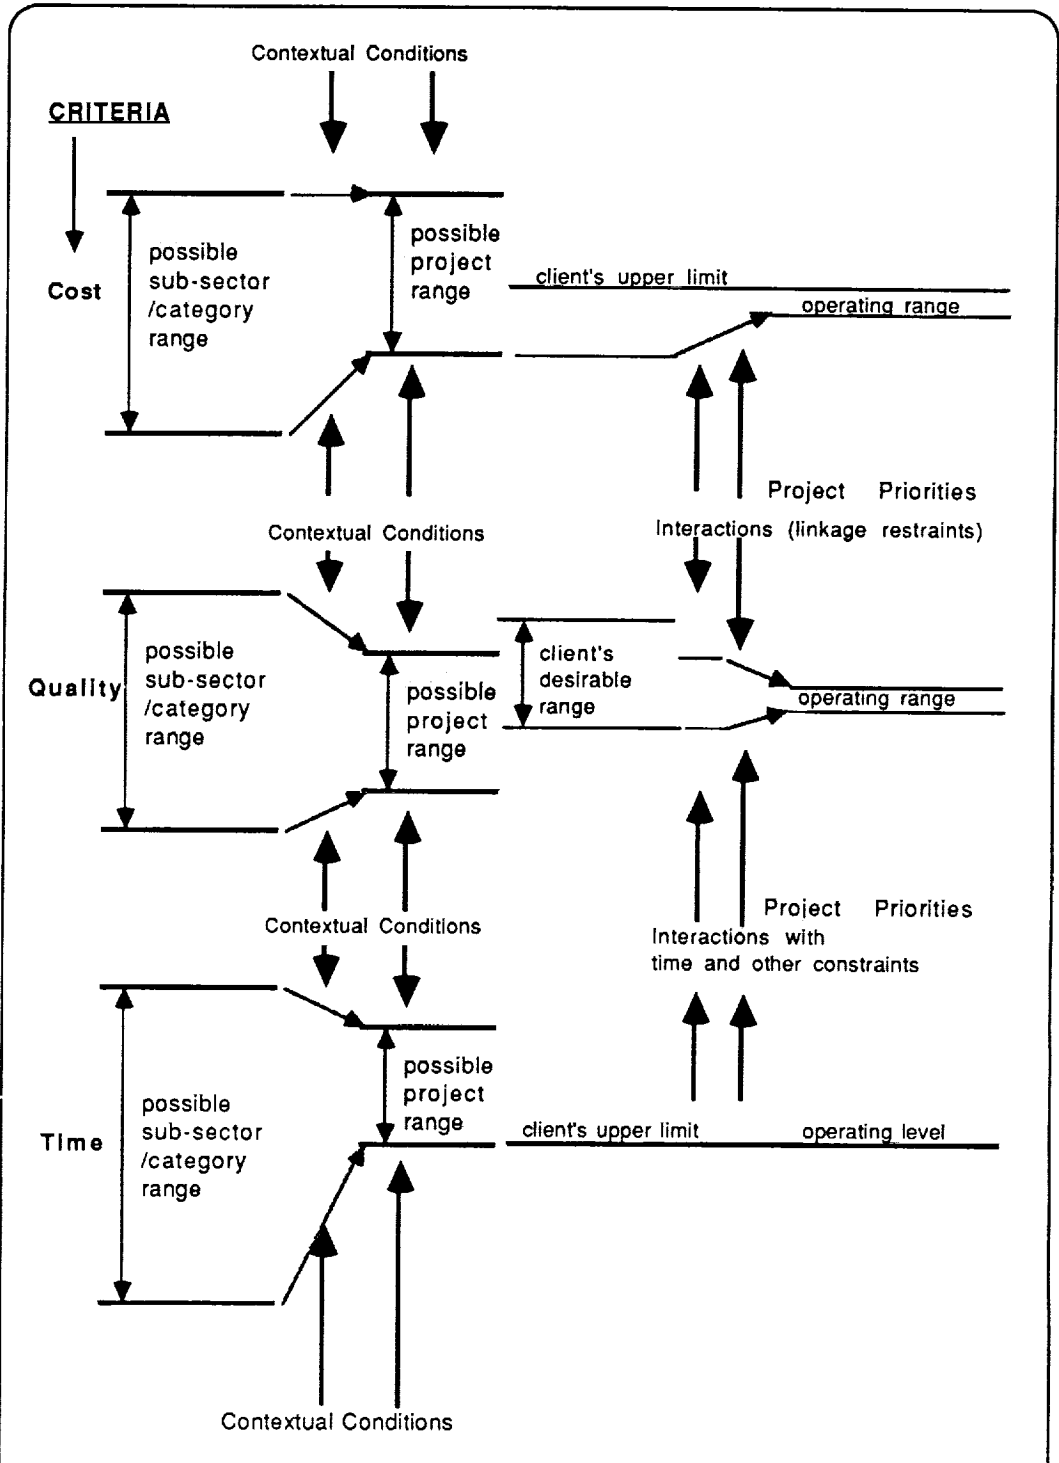 Contextual Conditions
CRITERIA
Cost
possible
sub-sector
/category
range
possible
project
range
client's upper limit
operating range
Project Priorities
Interactions (linkage restraints)
Contextual Conditions
Quality
possible
sub-sector
/category
range
possible
project
range
client's
desirable
range
operating range
Contextual Conditions
Project Priorities
Interactions with
time and other constraints
Time
possible
sub-sector
/category
range
possible
project
range
client's upper limit
operating level
Contextual Conditions